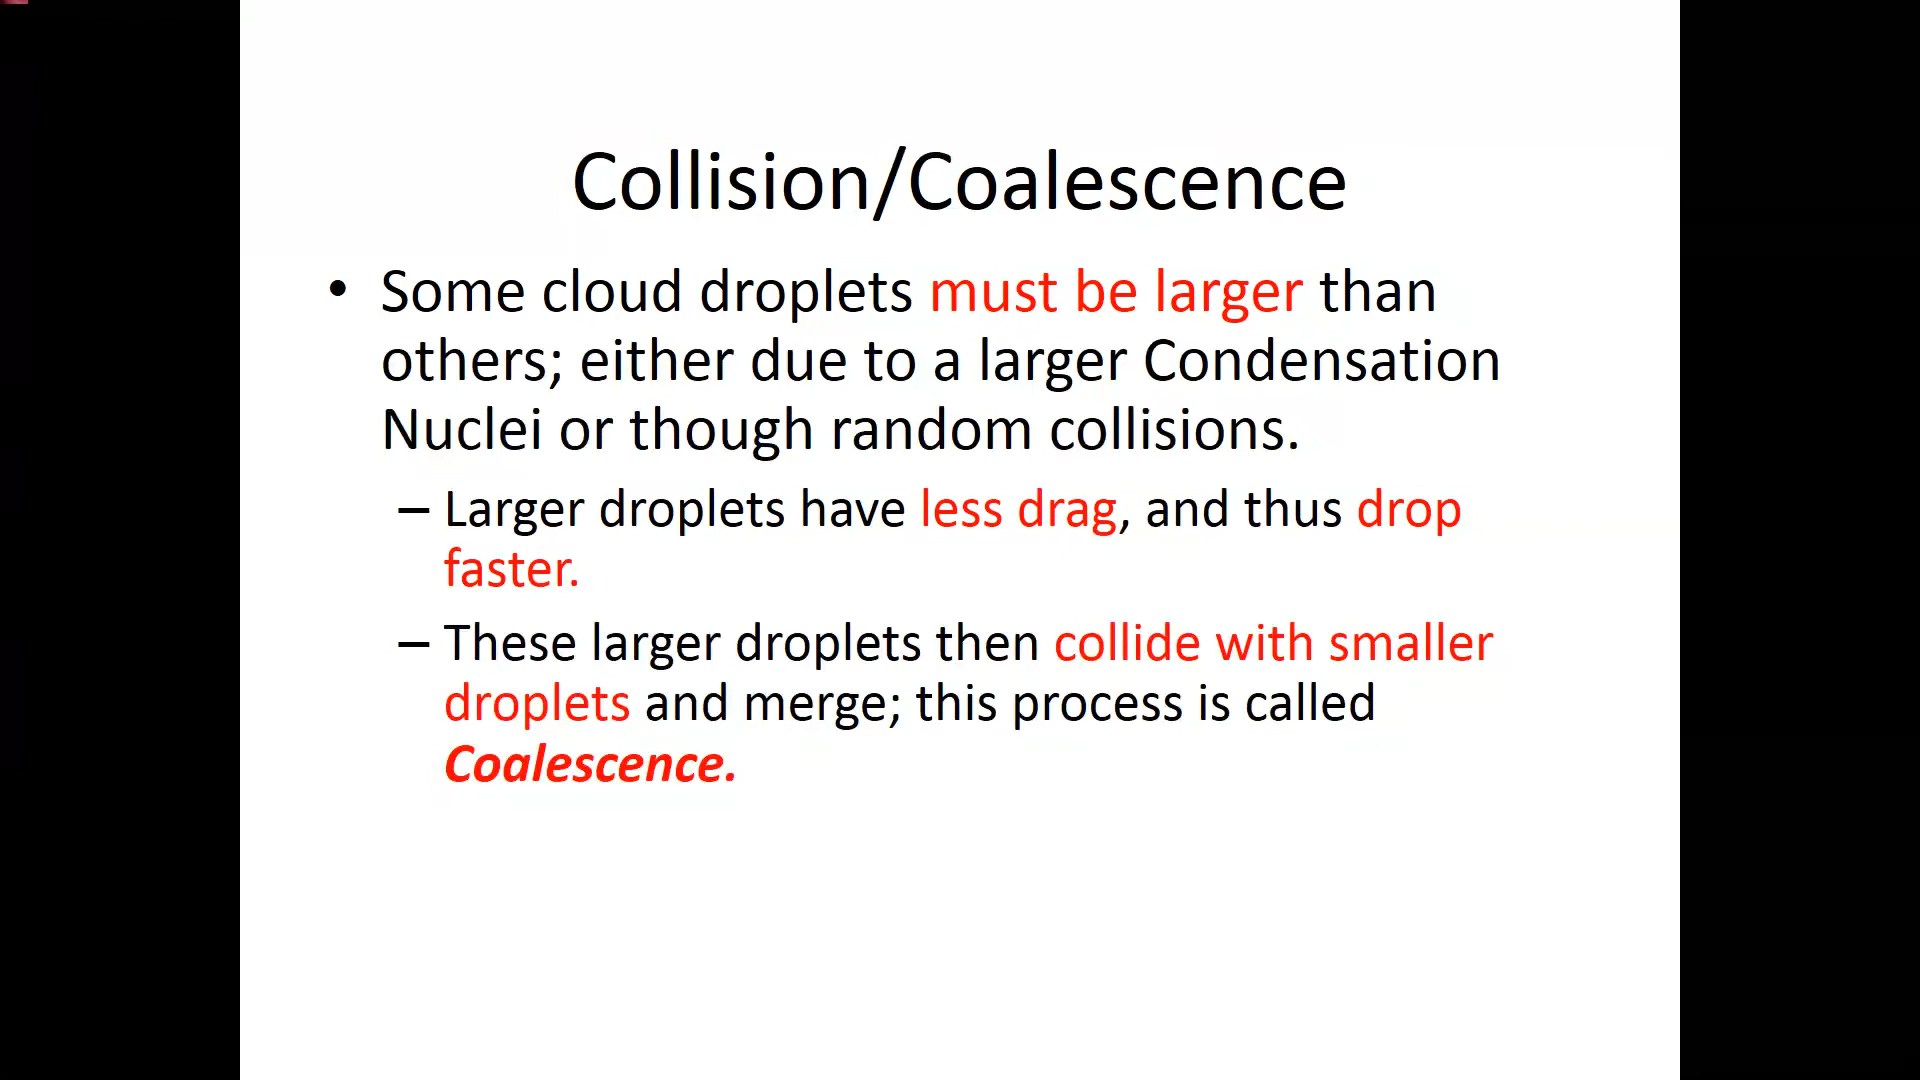 Collision/Coalescence
• Some cloud droplets must be larger than
others; either due to a larger Condensation
Nuclei or though random collisions.
– Larger droplets have less drag, and thus drop
faster.
– These larger droplets then collide with smaller
droplets and merge; this process is called
Coalescence.